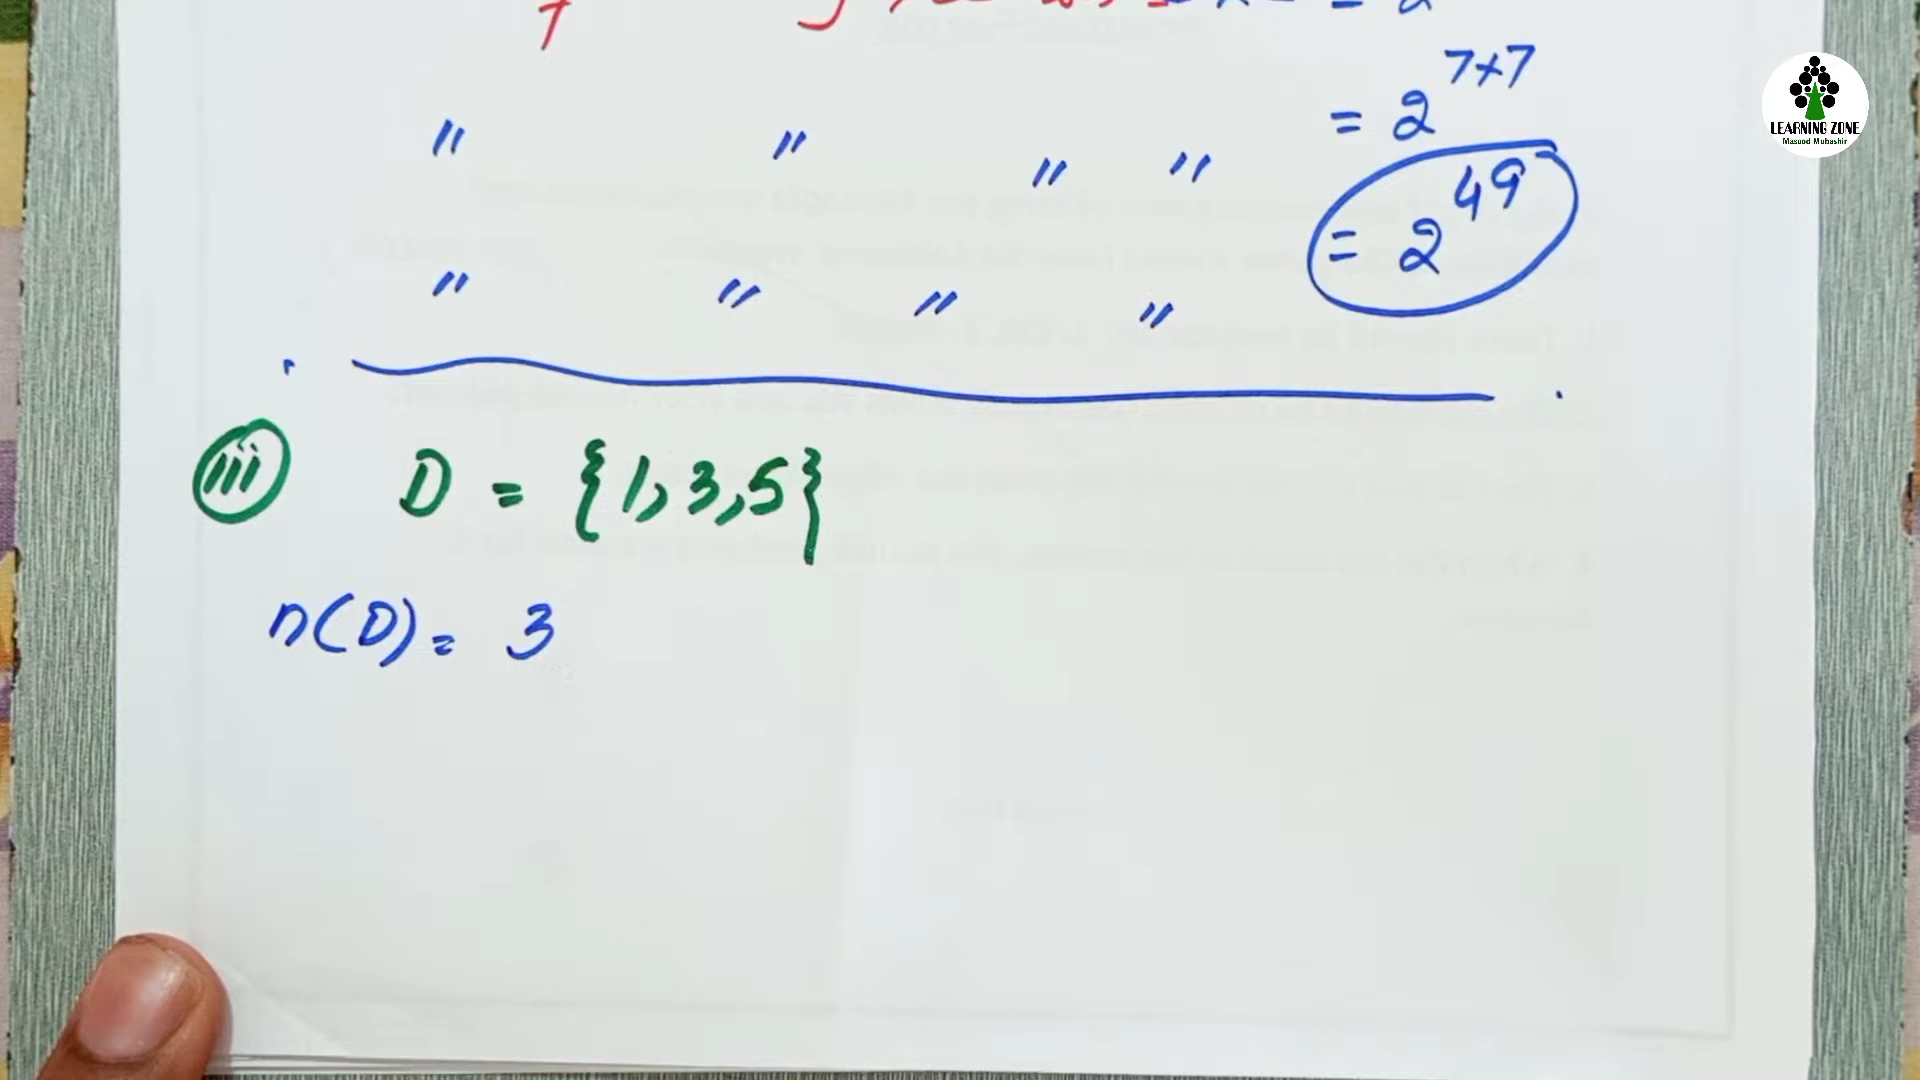 = 2^7×7
" " " "
= 2^49
" " " "
(iii) D = {1,3,5}
n(D) = 3
LEARNING ZONE
Masood Mubashir